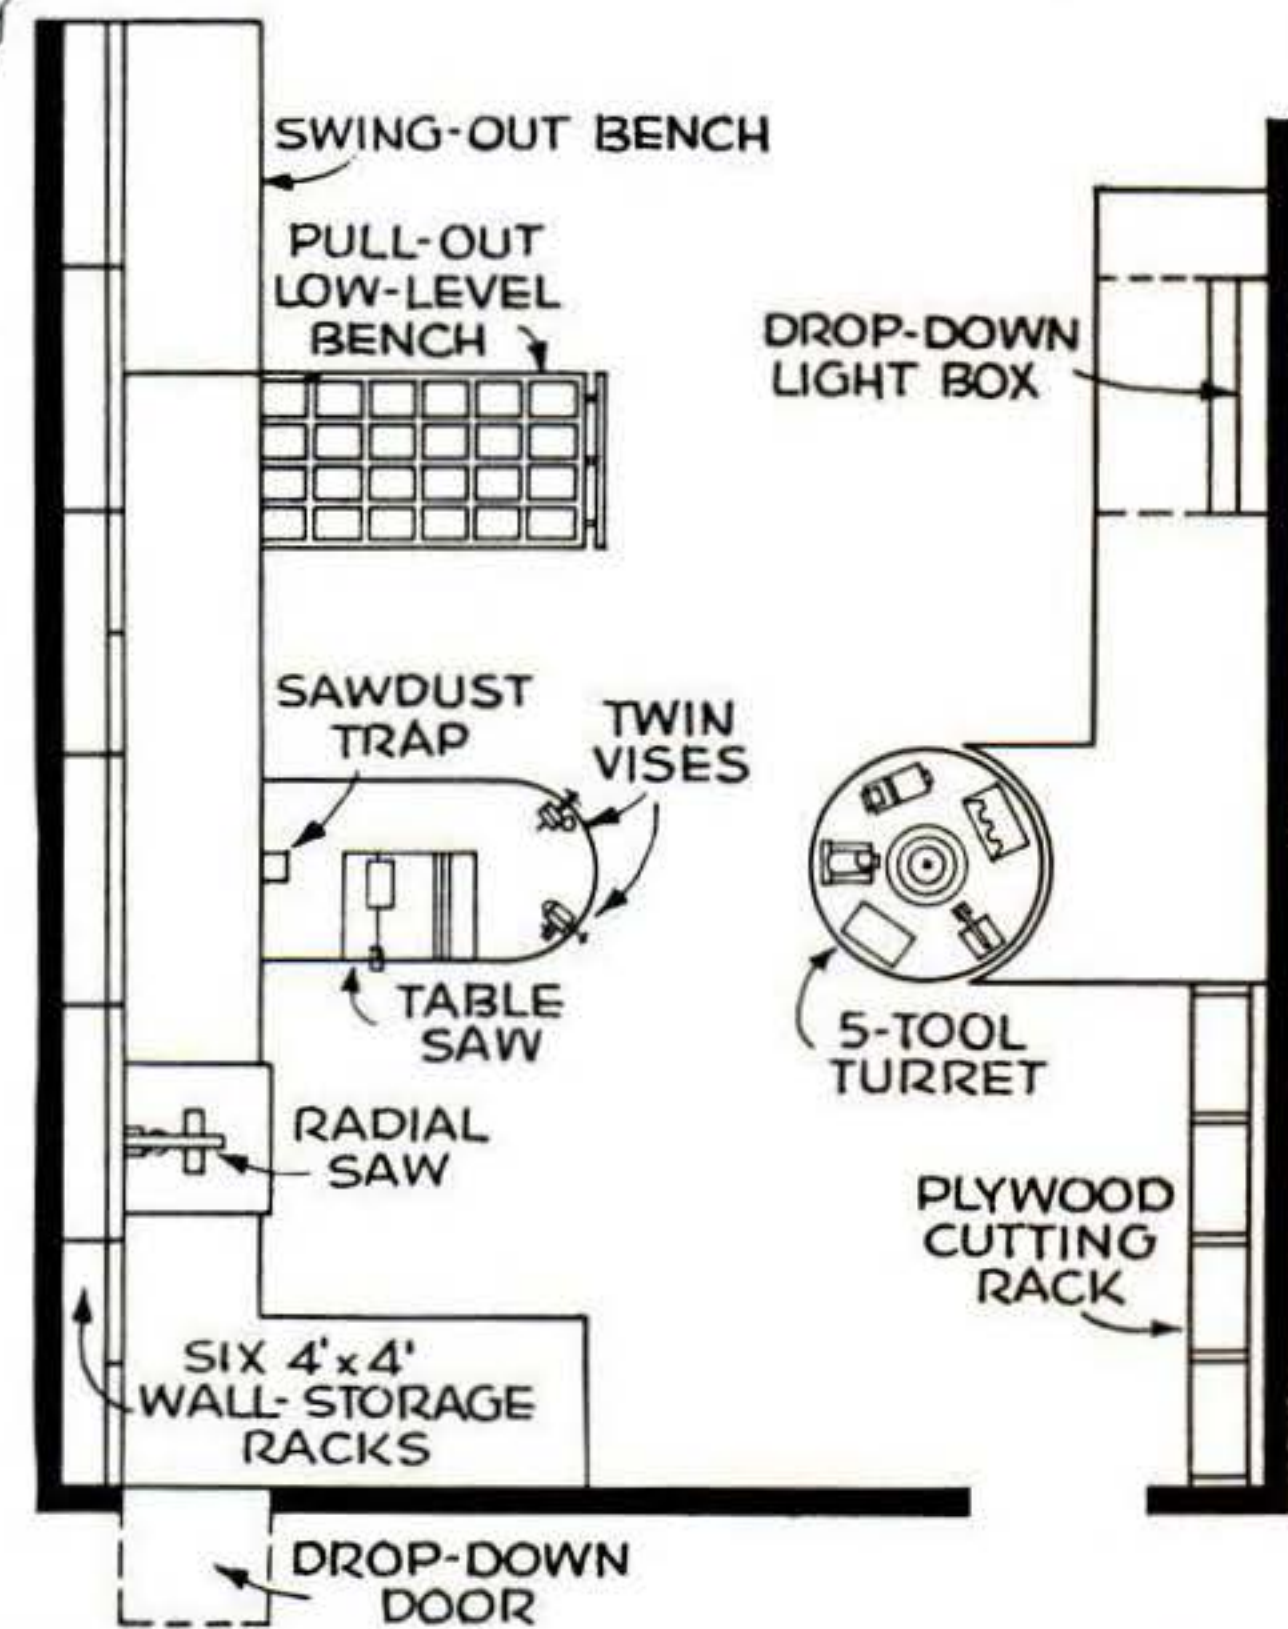 SWING-OUT BENCH
PULL-OUT
LOW-LEVEL
BENCH
DROP-DOWN
LIGHT BOX
SAWDUST
TRAP
TWIN
VISES
TABLE
SAW
5-TOOL
TURRET
RADIAL
SAW
PLYWOOD
CUTTING
RACK
SIX 4'x4'
WALL-STORAGE
RACKS
DROP-DOWN
DOOR